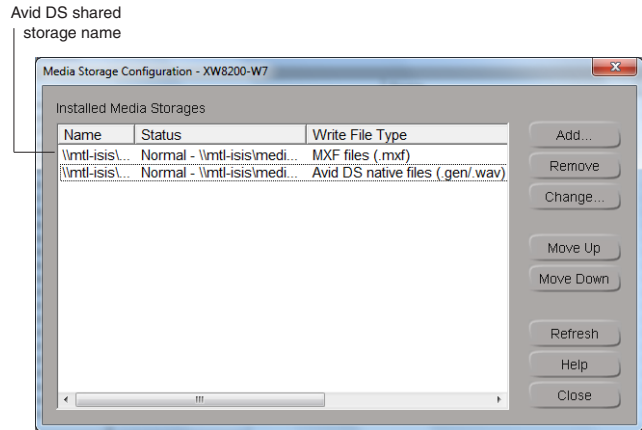 Avid DS shared
storage name
Media Storage Configuration - XW8200-W7
Installed Media Storages
Name Status Write File Type
\\mtl-isis\... Normal - \\mtl-isis\medi... MXF files (.mxf)
\\mtl-isis\... Normal - \\mtl-isis\medi... Avid DS native files (.gen/.wav)
Add...
Remove
Change...
Move Up
Move Down
Refresh
Help
Close